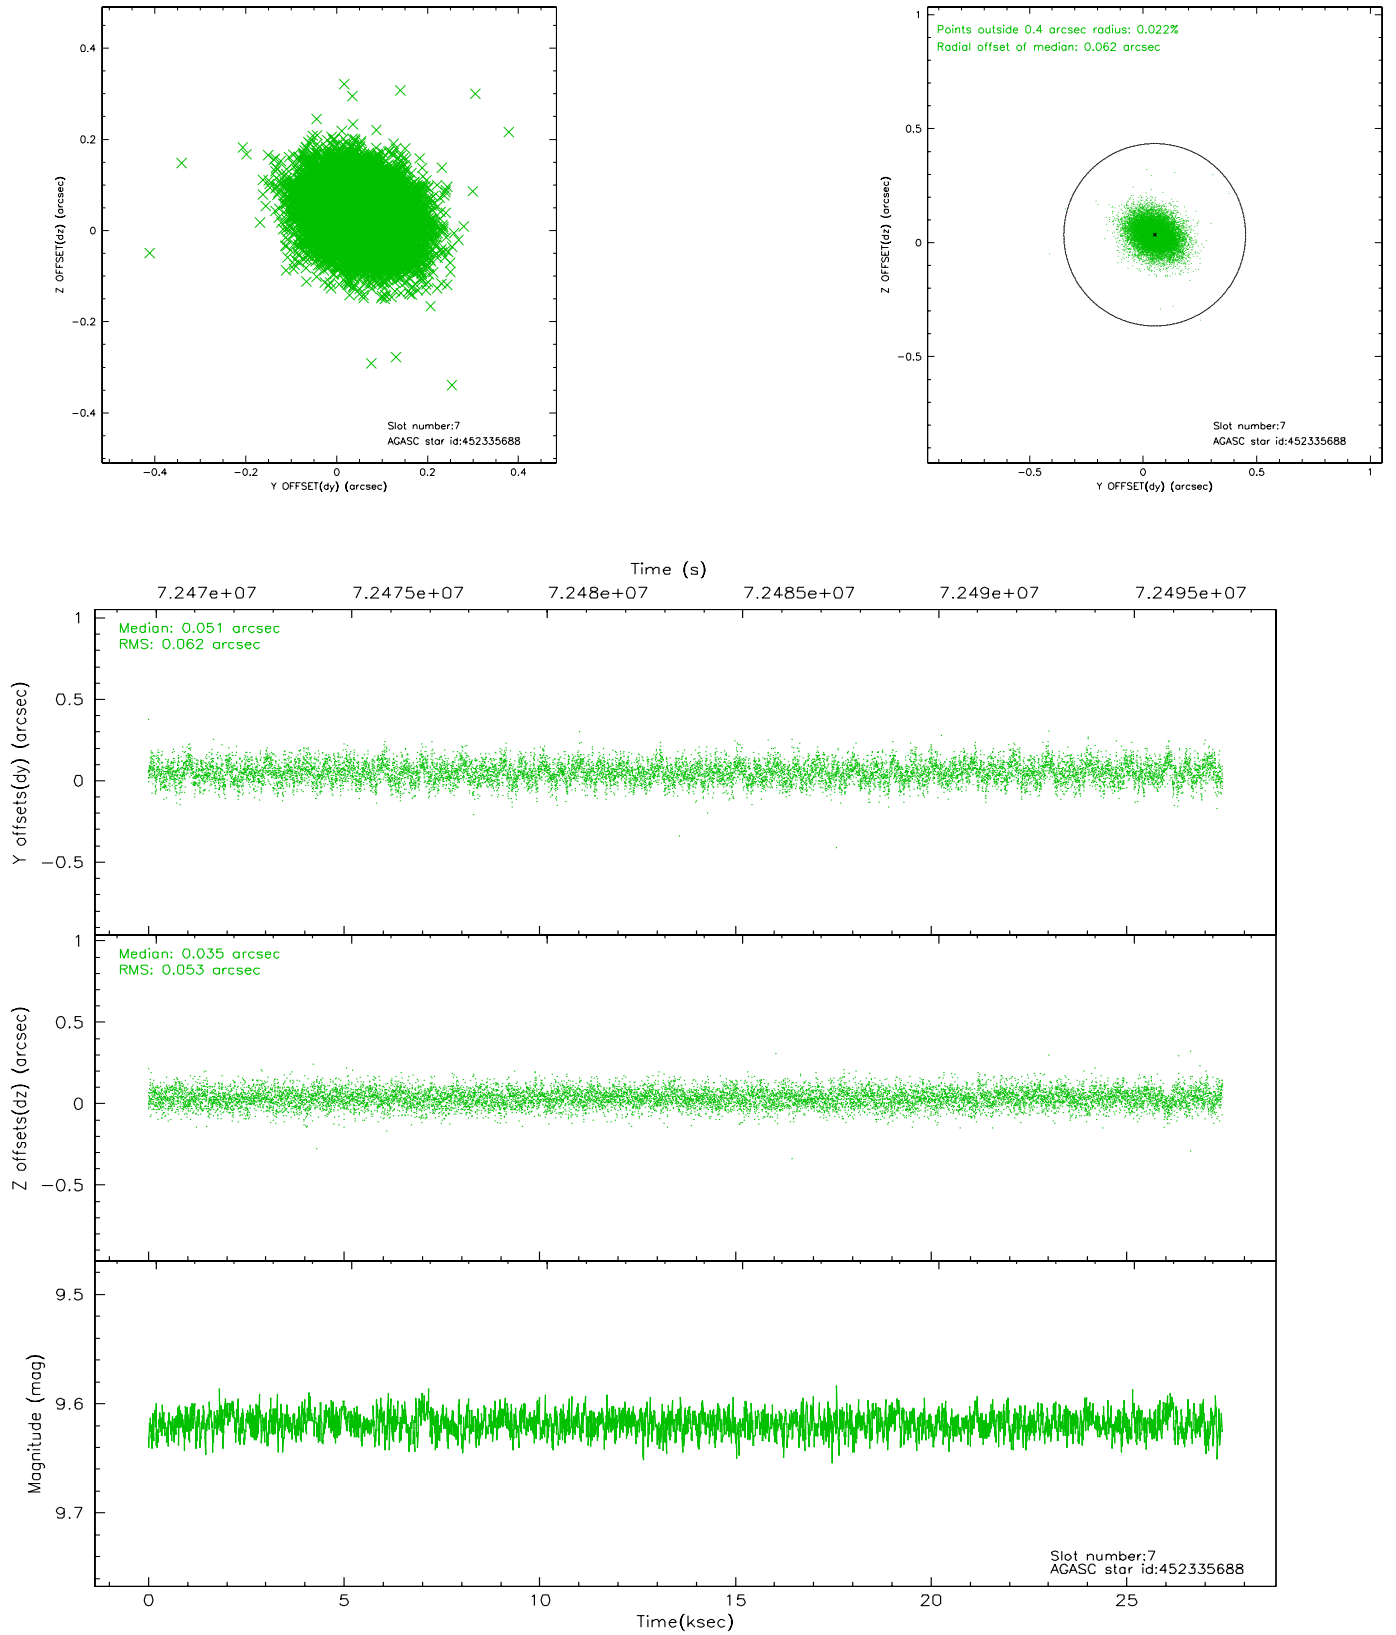 0.4
0.2
0
−0.2
−0.4
Z OFFSET(dz) (arcsec)
−0.4 −0.2 0 0.2 0.4
Y OFFSET(dy) (arcsec)
Slot number:7
AGASC star id:452335688
Points outside 0.4 arcsec radius: 0.022%
Radial offset of median: 0.062 arcsec
1
0.5
0
−0.5
Z OFFSET(dz) (arcsec)
−0.5 0 0.5 1
Y OFFSET(dy) (arcsec)
Slot number:7
AGASC star id:452335688
Time (s)
7.247e+07 7.2475e+07 7.248e+07 7.2485e+07 7.249e+07 7.2495e+07
Median: 0.051 arcsec
RMS: 0.062 arcsec
1
0.5
0
−0.5
Y offsets(dy) (arcsec)
Median: 0.035 arcsec
RMS: 0.053 arcsec
1
0.5
0
−0.5
Z offsets(dz) (arcsec)
9.5
9.6
9.7
Magnitude (mag)
Slot number:7
AGASC star id:452335688
0 5 10 15 20 25
Time(ksec)